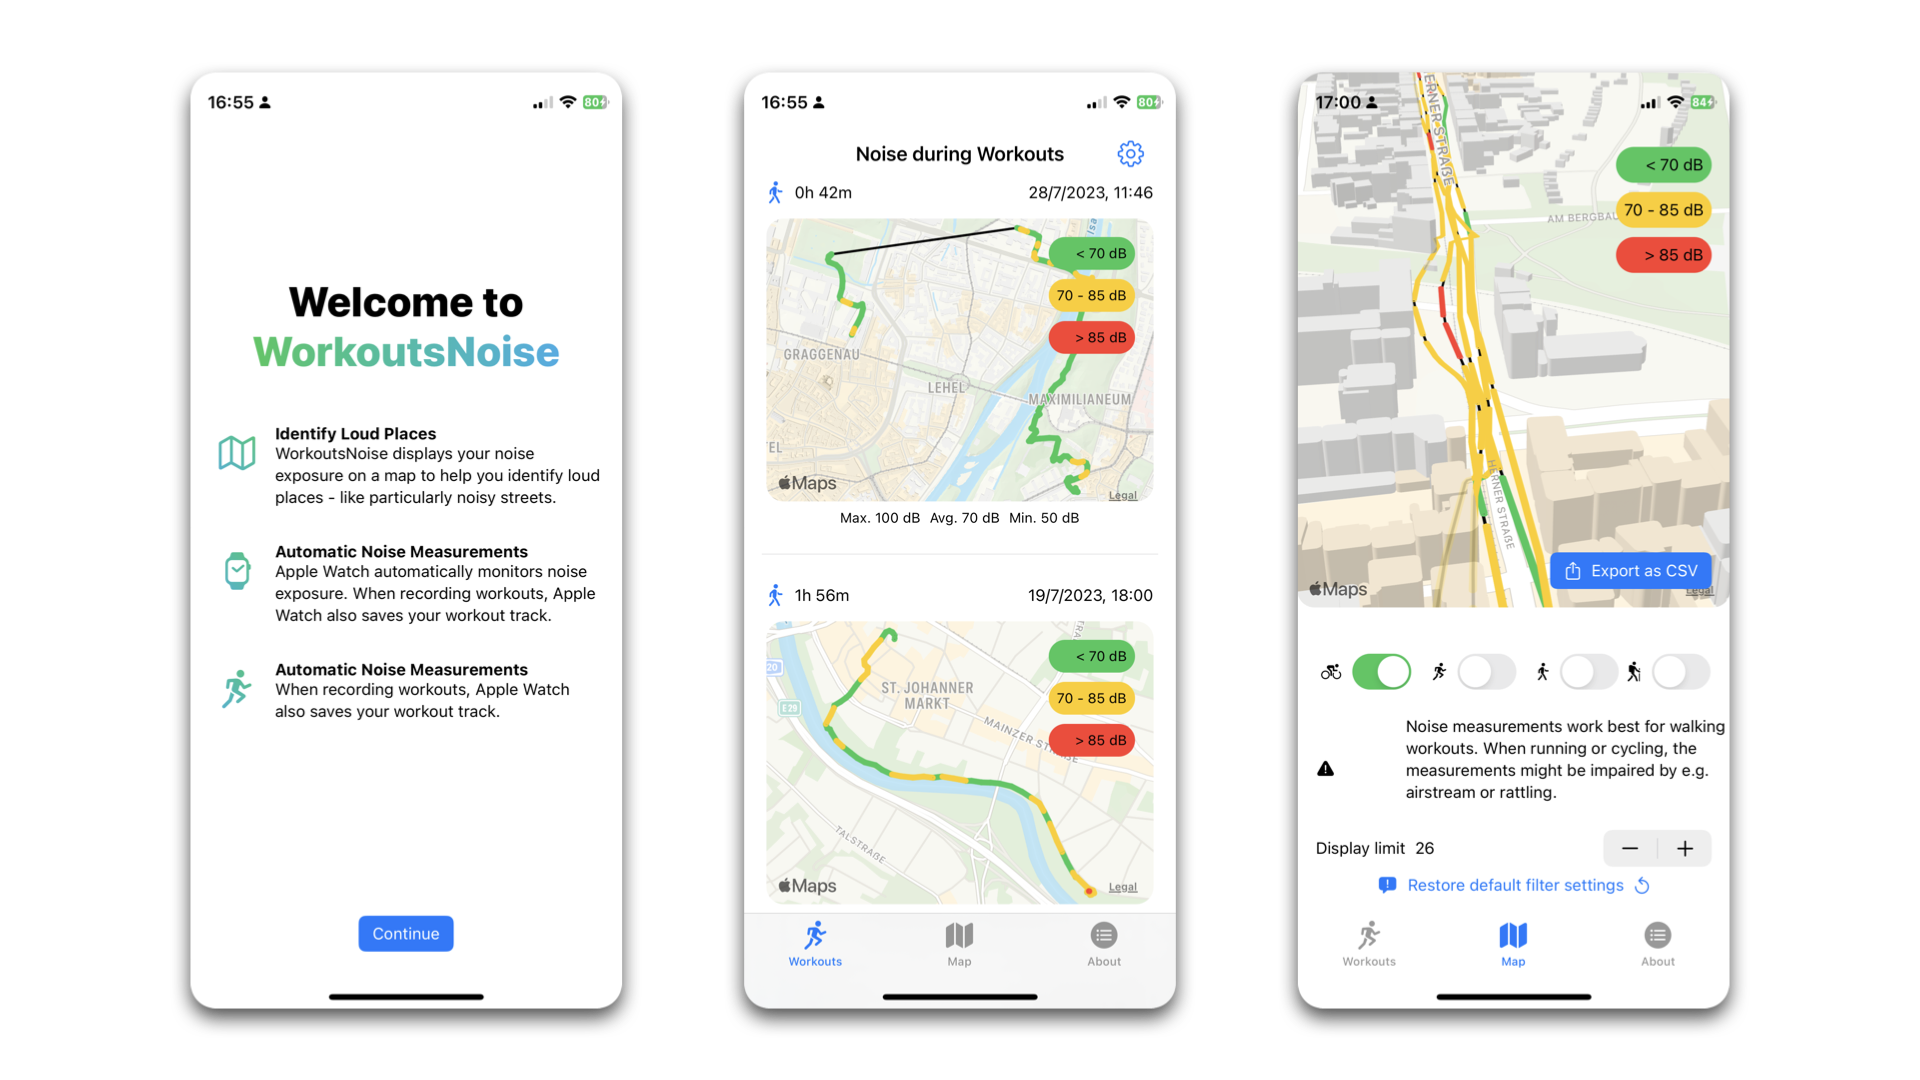 16:55
80
Welcome to
WorkoutsNoise
Identify Loud Places
WorkoutsNoise displays your noise
exposure on a map to help you identify loud
places - like particularly noisy streets.
Automatic Noise Measurements
Apple Watch automatically monitors noise
exposure. When recording workouts, Apple
Watch also saves your workout track.
Automatic Noise Measurements
When recording workouts, Apple Watch
also saves your workout track.
Continue
16:55
80
Noise during Workouts
0h 42m
28/7/2023, 11:46
< 70 dB
70 - 85 dB
> 85 dB
GRAGGENAU
LEHEL
MAXIMILIANEUM
EL
Maps
Legal
Max. 100 dB Avg. 70 dB Min. 50 dB
1h 56m
19/7/2023, 18:00
< 70 dB
70 - 85 dB
> 85 dB
20
E 29
ST. JOHANNER
MARKT
MAINZER ST
TALSTRAßE
Maps
Legal
Workouts
Map
About
17:00
84
ERNER STRAßE
< 70 dB
70 - 85 dB
> 85 dB
AM BERGBAU
HERNER STRAßE
Export as CSV
Maps
Legal
Noise measurements work best for walking
workouts. When running or cycling, the
measurements might be impaired by e.g.
airstream or rattling.
Display limit 26
− +
Restore default filter settings
Workouts
Map
About